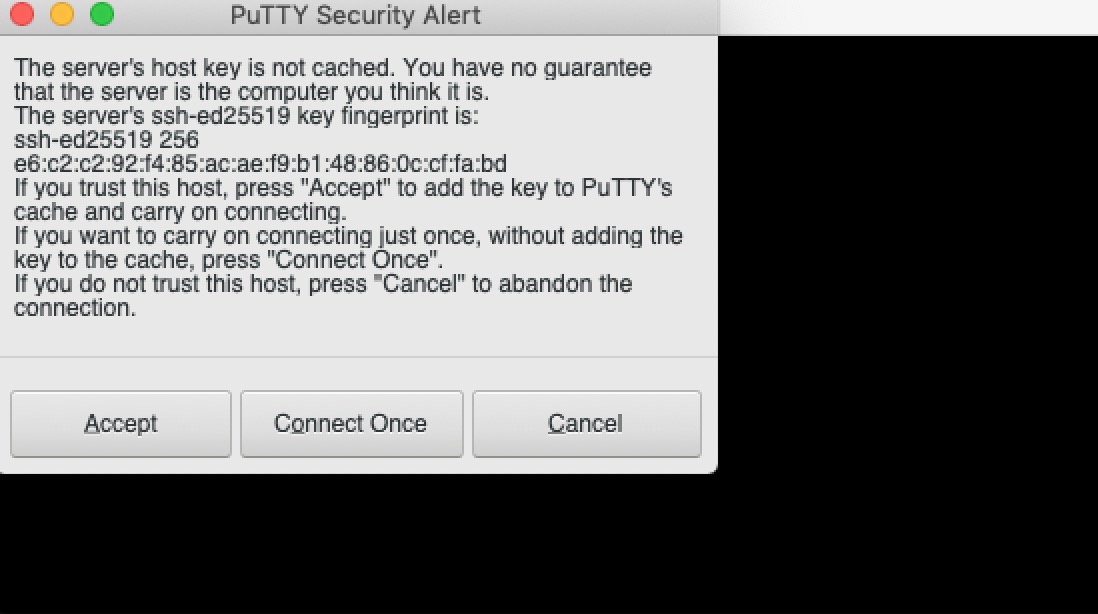 PuTTY Security Alert
The server's host key is not cached. You have no guarantee
that the server is the computer you think it is.
The server's ssh-ed25519 key fingerprint is:
ssh-ed25519 256
e6:c2:c2:92:f4:85:ac:ae:f9:b1:48:86:0c:cf:fa:bd
If you trust this host, press "Accept" to add the key to PuTTY's
cache and carry on connecting.
If you want to carry on connecting just once, without adding the
key to the cache, press "Connect Once".
If you do not trust this host, press "Cancel" to abandon the
connection.
Accept
Connect Once
Cancel